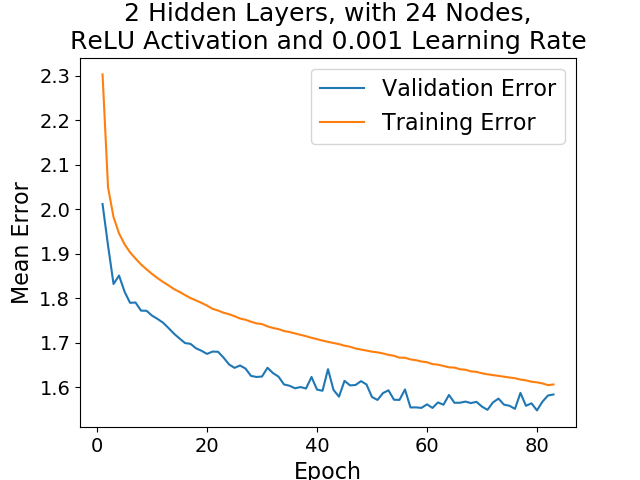 2 Hidden Layers, with 24 Nodes,
ReLU Activation and 0.001 Learning Rate
Validation Error
Training Error
Mean Error
2.3
2.2
2.1
2.0
1.9
1.8
1.7
1.6
0 20 40 60 80
Epoch